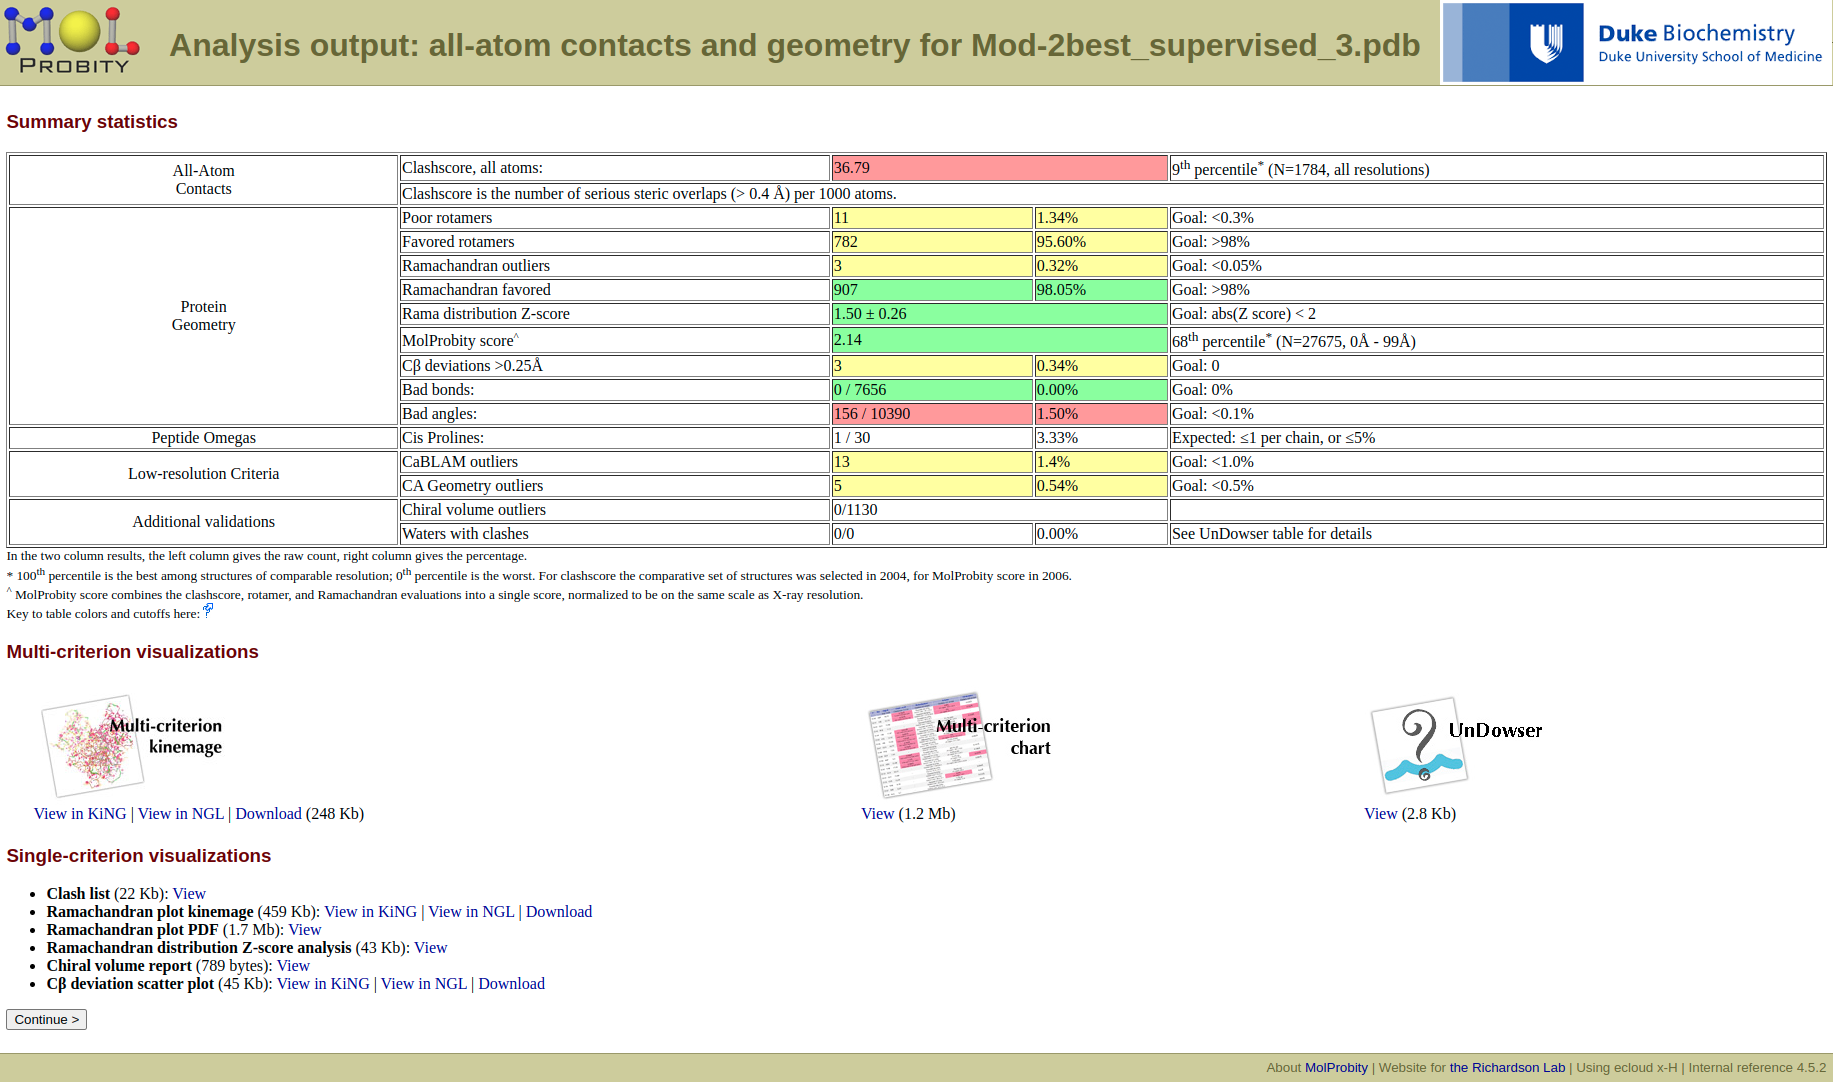 MOL
PROBITY
Analysis output: all-atom contacts and geometry for Mod-2best_supervised_3.pdb
Duke Biochemistry
Duke University School of Medicine
Summary statistics
All-Atom
Contacts
Clashscore, all atoms: 36.79 9th percentile* (N=1784, all resolutions)
Clashscore is the number of serious steric overlaps (> 0.4 Å) per 1000 atoms.
Protein
Geometry
Poor rotamers 11 1.34% Goal: <0.3%
Favored rotamers 782 95.60% Goal: >98%
Ramachandran outliers 3 0.32% Goal: <0.05%
Ramachandran favored 907 98.05% Goal: >98%
Rama distribution Z-score 1.50 ± 0.26 Goal: abs(Z score) < 2
MolProbity score^ 2.14 68th percentile* (N=27675, 0Å - 99Å)
Cβ deviations >0.25Å 3 0.34% Goal: 0
Bad bonds: 0 / 7656 0.00% Goal: 0%
Bad angles: 156 / 10390 1.50% Goal: <0.1%
Peptide Omegas Cis Prolines: 1 / 30 3.33% Expected: ≤1 per chain, or ≤5%
Low-resolution Criteria
CaBLAM outliers 13 1.4% Goal: <1.0%
CA Geometry outliers 5 0.54% Goal: <0.5%
Additional validations
Chiral volume outliers 0/1130
Waters with clashes 0/0 0.00% See UnDowser table for details
In the two column results, the left column gives the raw count, right column gives the percentage.
* 100th percentile is the best among structures of comparable resolution; 0th percentile is the worst. For clashscore the comparative set of structures was selected in 2004, for MolProbity score in 2006.
^ MolProbity score combines the clashscore, rotamer, and Ramachandran evaluations into a single score, normalized to be on the same scale as X-ray resolution.
Key to table colors and cutoffs here: ?
Multi-criterion visualizations
Multi-criterion
kinemage
View in KiNG | View in NGL | Download (248 Kb)
Multi-criterion
chart
View (1.2 Mb)
UnDowser
View (2.8 Kb)
Single-criterion visualizations
• Clash list (22 Kb): View
• Ramachandran plot kinemage (459 Kb): View in KiNG | View in NGL | Download
• Ramachandran plot PDF (1.7 Mb): View
• Ramachandran distribution Z-score analysis (43 Kb): View
• Chiral volume report (789 bytes): View
• Cβ deviation scatter plot (45 Kb): View in KiNG | View in NGL | Download
Continue >
About MolProbity | Website for the Richardson Lab | Using ecloud x-H | Internal reference 4.5.2